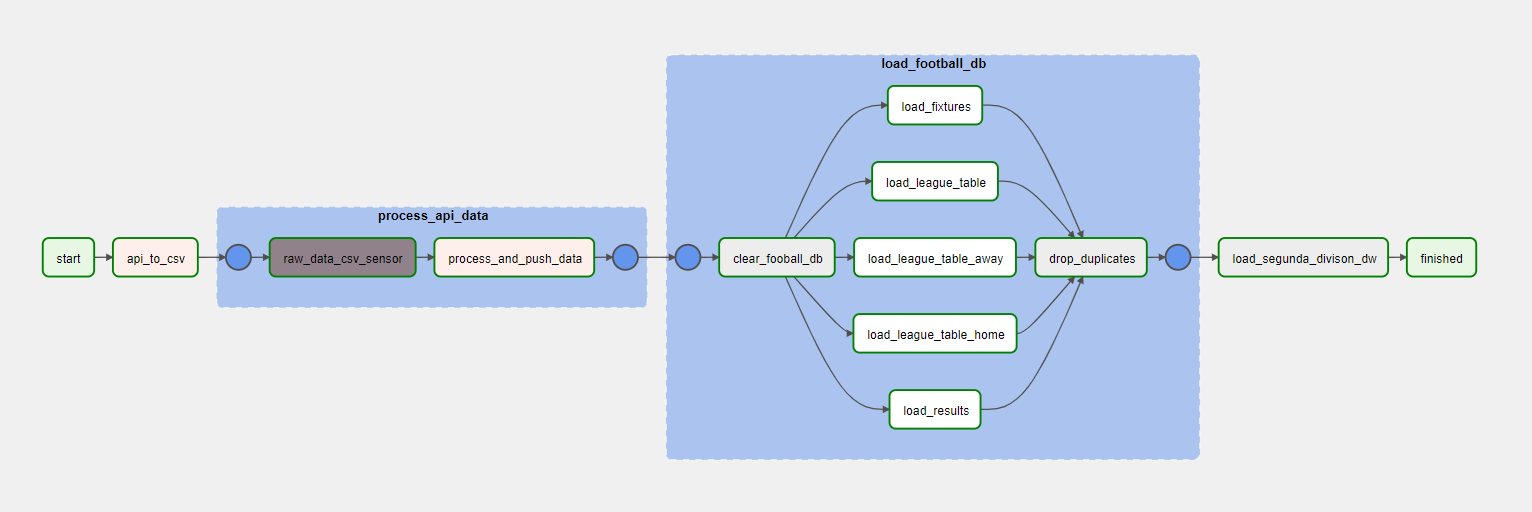 start
api_to_csv
process_api_data
raw_data_csv_sensor
process_and_push_data
load_football_db
clear_fooball_db
load_fixtures
load_league_table
load_league_table_away
load_league_table_home
load_results
drop_duplicates
load_segunda_divison_dw
finished